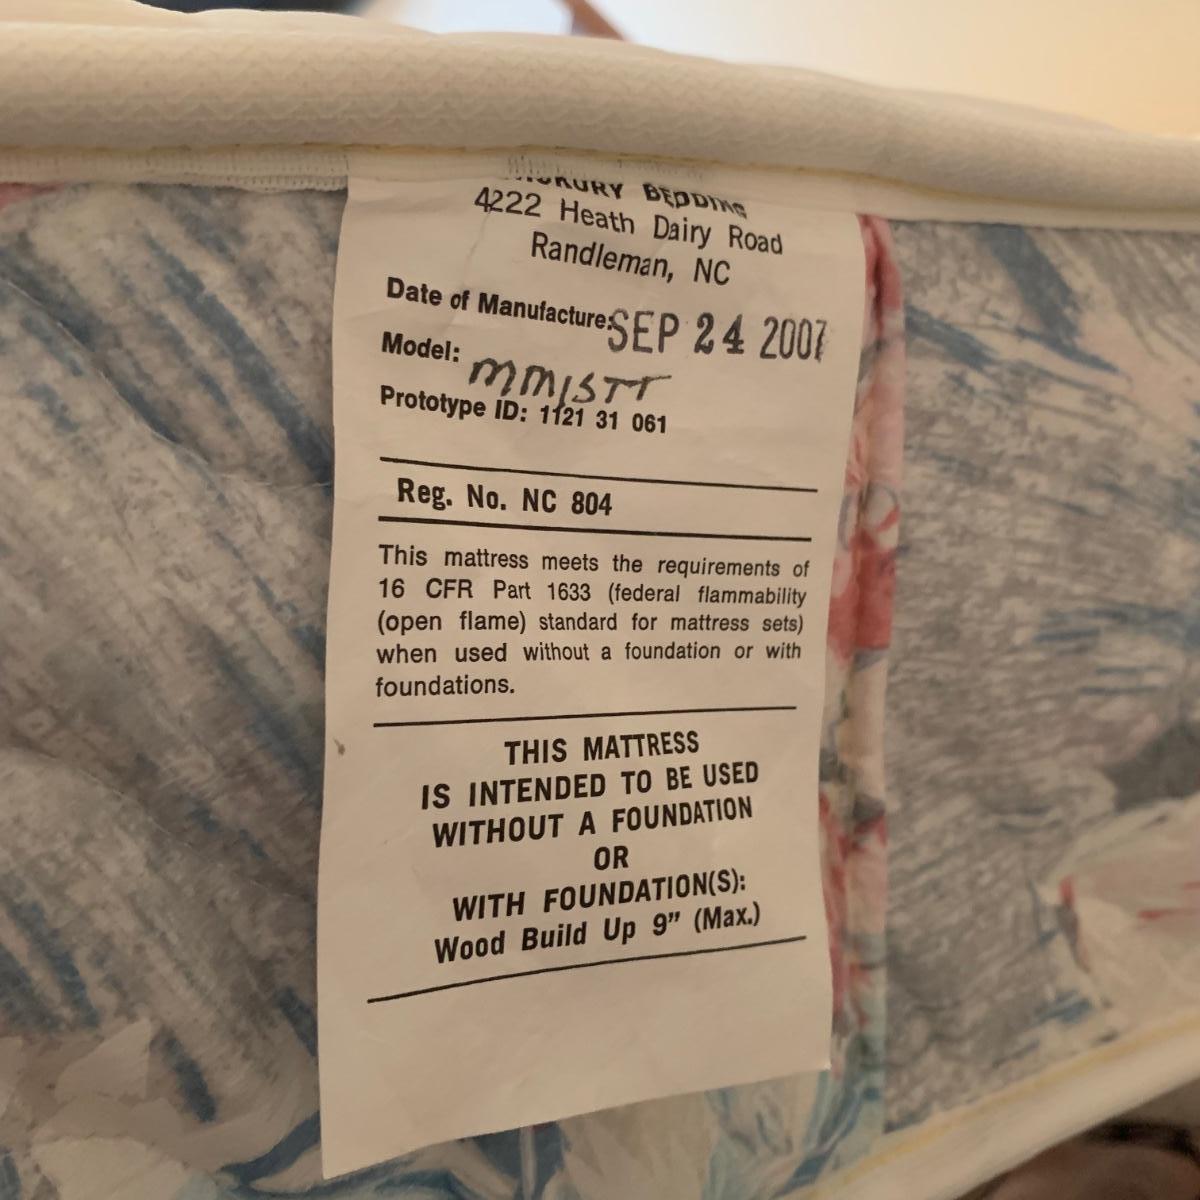 BEDDING
4222 Heath Dairy Road
Randleman, NC
Date of Manufacture: SEP 24 2007
Model: MM1STT
Prototype ID: 1121 31 061
Reg. No. NC 804
This mattress meets the requirements of
16 CFR Part 1633 (federal flammability
(open flame) standard for mattress sets)
when used without a foundation or with
foundations.
THIS MATTRESS
IS INTENDED TO BE USED
WITHOUT A FOUNDATION
OR
WITH FOUNDATION(S):
Wood Build Up 9" (Max.)